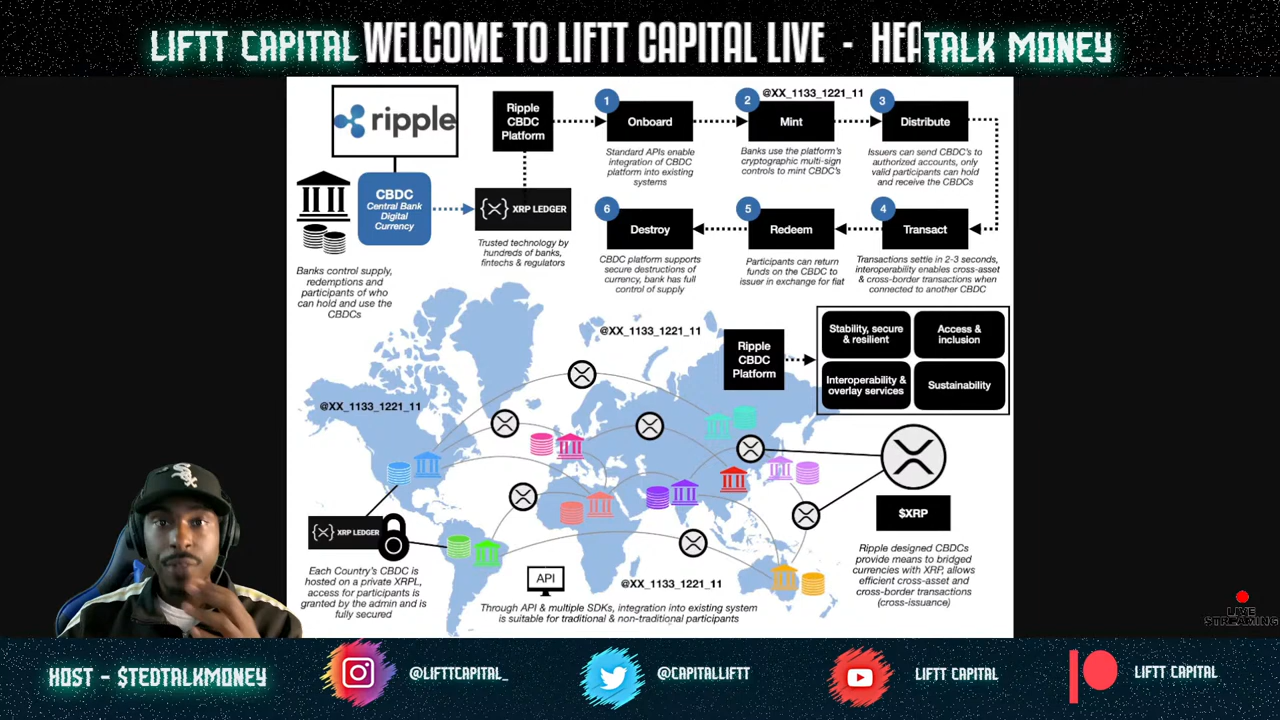 LIFTT CAPITAL
WELCOME TO LIFTT CAPITAL LIVE - HEA
TALK MONEY
ripple
Ripple
CBDC
Platform
CBDC
Central Bank
Digital
Currency
{X} XRP LEDGER
Trusted technology by
hundreds of banks,
fintechs & regulators
Banks control supply,
redemptions and
participants of who
can hold and use the
CBDCs
1
Onboard
Standard APIs enable
integration of CBDC
platform into existing
systems
@XX_1133_1221_11
2
Mint
Banks use the platform's
cryptographic multi-sign
controls to mint CBDC's
3
Distribute
Issuers can send CBDC's to
authorized accounts, only
valid participants can hold
and receive the CBDCs
4
Transact
Transactions settle in 2-3 seconds,
interoperability enables cross-asset
& cross-border transactions when
connected to another CBDC
5
Redeem
Participants can return
funds on the CBDC to
issuer in exchange for fiat
6
Destroy
CBDC platform supports
secure destructions of
currency, bank has full
control of supply
@XX_1133_1221_11
Ripple
CBDC
Platform
Stability, secure
& resilient
Access &
inclusion
Interoperability &
overlay services
Sustainability
@XX_1133_1221_11
$XRP
Ripple designed CBDCs
provide means to bridged
currencies with XRP, allows
efficient cross-asset and
cross-border transactions
(cross-issuance)
{X} XRP LEDGER
Each Country's CBDC is
hosted on a private XRPL,
access for participants is
granted by the admin and is
fully secured
API
@XX_1133_1221_11
Through API & multiple SDKs, integration into existing system
is suitable for traditional & non-traditional participants
LIVE
STREAMING
HOST - $TEDTALKMONEY
@LIFTTCAPITAL_
@CAPITALLIFTT
LIFTT CAPITAL
LIFTT CAPITAL